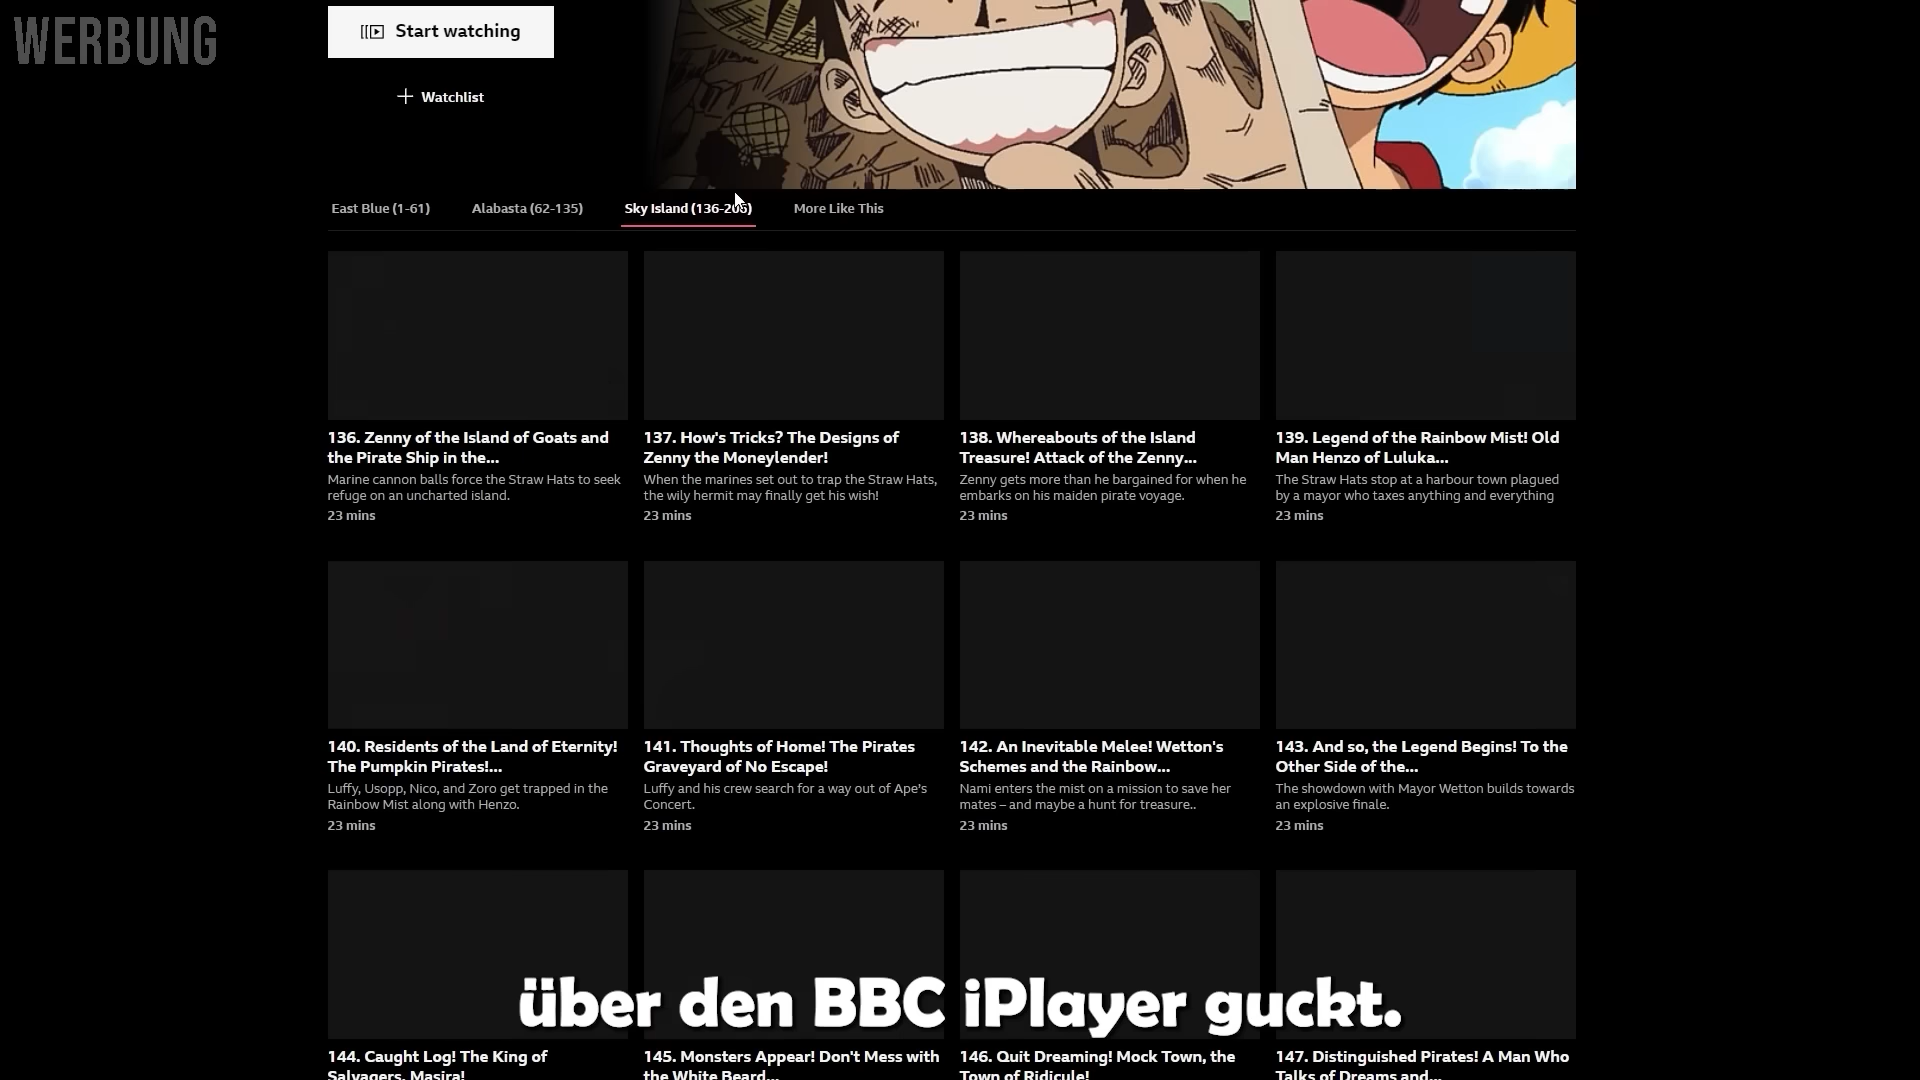 WERBUNG
Start watching
Watchlist
East Blue (1-61) Alabasta (62-135) Sky Island (136-206) More Like This
136. Zenny of the Island of Goats and
the Pirate Ship in the...
Marine cannon balls force the Straw Hats to seek
refuge on an uncharted island.
23 mins
137. How's Tricks? The Designs of
Zenny the Moneylender!
When the marines set out to trap the Straw Hats,
the wily hermit may finally get his wish!
23 mins
138. Whereabouts of the Island
Treasure! Attack of the Zenny...
Zenny gets more than he bargained for when he
embarks on his maiden pirate voyage.
23 mins
139. Legend of the Rainbow Mist! Old
Man Henzo of Luluka...
The Straw Hats stop at a harbour town plagued
by a mayor who taxes anything and everything
23 mins
140. Residents of the Land of Eternity!
The Pumpkin Pirates!...
Luffy, Usopp, Nico, and Zoro get trapped in the
Rainbow Mist along with Henzo.
23 mins
141. Thoughts of Home! The Pirates
Graveyard of No Escape!
Luffy and his crew search for a way out of Ape's
Concert.
23 mins
142. An Inevitable Melee! Wetton's
Schemes and the Rainbow...
Nami enters the mist on a mission to save her
mates – and maybe a hunt for treasure..
23 mins
143. And so, the Legend Begins! To the
Other Side of the...
The showdown with Mayor Wetton builds towards
an explosive finale.
23 mins
über den BBC iPlayer guckt.
144. Caught Log! The King of
Salvagers, Masira!
145. Monsters Appear! Don't Mess with
the White Beard...
146. Quit Dreaming! Mock Town, the
Town of Ridicule!
147. Distinguished Pirates! A Man Who
Talks of Dreams and...